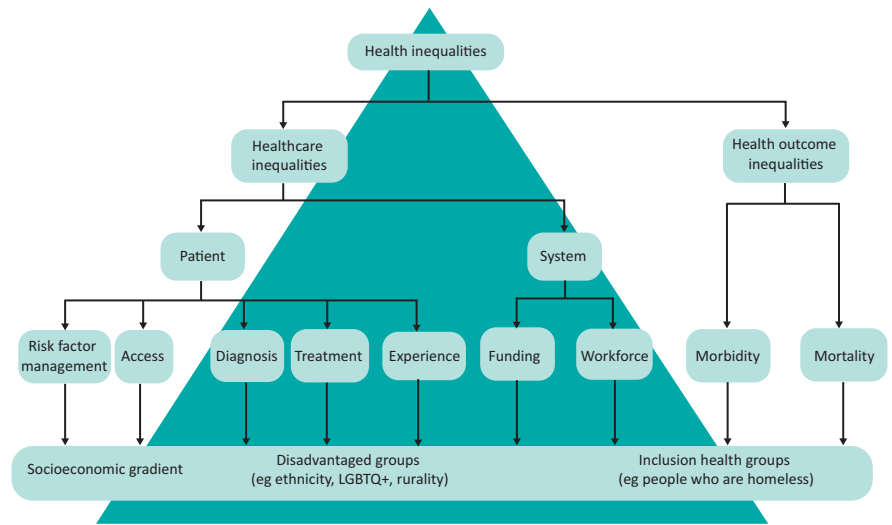 Health inequalities
Healthcare
inequalities
Health outcome
inequalities
Patient
System
Risk factor
management
Access
Diagnosis
Treatment
Experience
Funding
Workforce
Morbidity
Mortality
Socioeconomic gradient
Disadvantaged groups
(eg ethnicity, LGBTQ+, rurality)
Inclusion health groups
(eg people who are homeless)